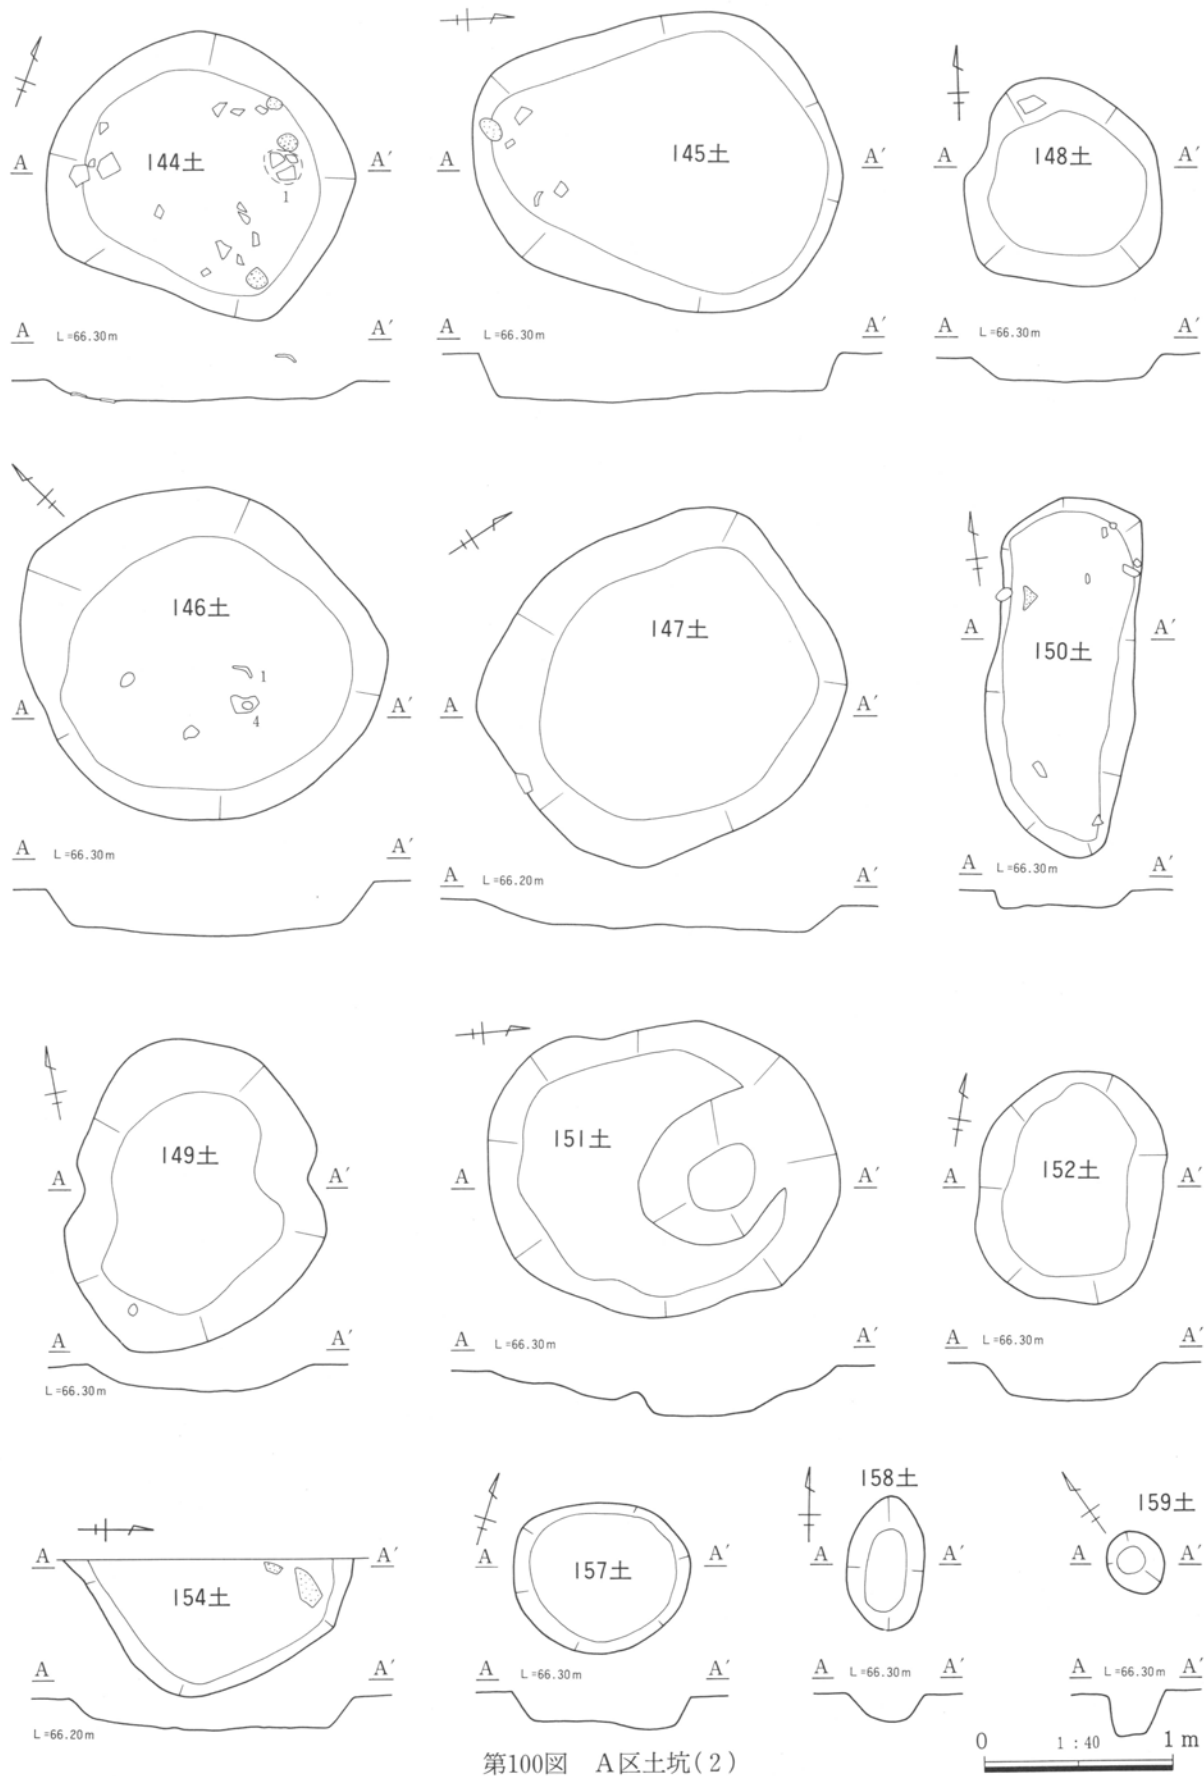 144土
A A′
1
A L=66.30m A′
145土
A A′
A L=66.30m A′
148土
A A′
A L=66.30m A′
146土
1
4
A A′
A L=66.30m A′
147土
A A′
A L=66.20m A′
150土
A A′
A L=66.30m A′
149土
A A′
A A′
L=66.30m
151土
A A′
A L=66.30m A′
152土
A A′
A L=66.30m A′
154土
A A′
A A′
L=66.20m
157土
A A′
A L=66.30m A′
158土
A A′
A L=66.30m A′
159土
A A′
A L=66.30m A′
0 1:40 1m
第100図 A区土坑(2)